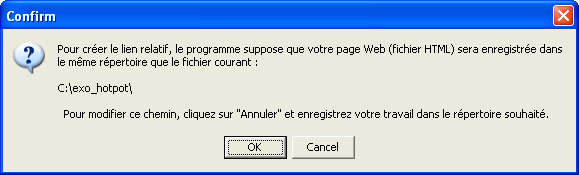 Confirm
Pour créer le lien relatif, le programme suppose que votre page Web (fichier HTML) sera enregistrée dans
le même répertoire que le fichier courant :
C:\exo_hotpot\
Pour modifier ce chemin, cliquez sur "Annuler" et enregistrez votre travail dans le répertoire souhaité.
OK Cancel